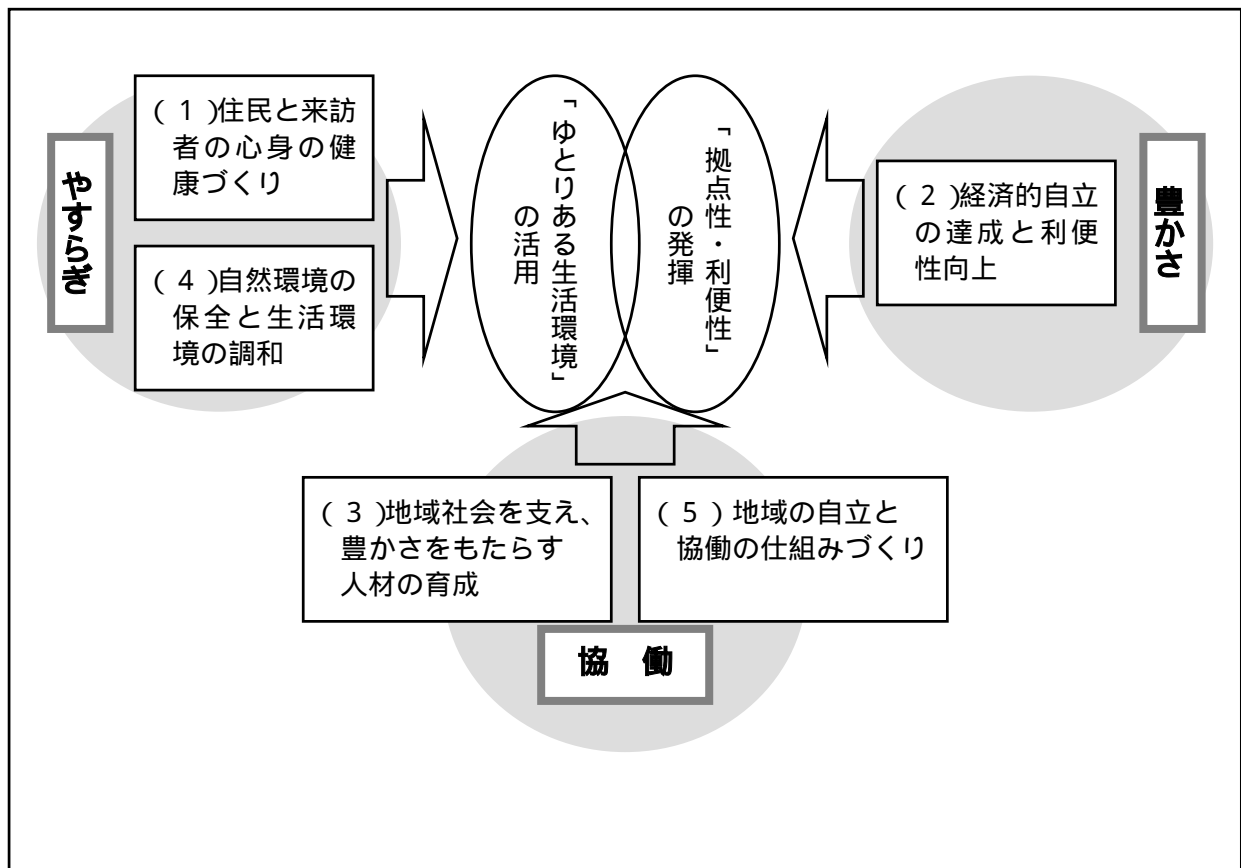 やすらぎ
(1)住民と来訪
者の心身の健
康づくり
(4)自然環境の
保全と生活環
境の調和
「ゆとりある生活環境」
の活用
「拠点性・利便性」
の発揮
(2)経済的自立
の達成と利便
性向上
豊かさ
(3)地域社会を支え、
豊かさをもたらす
人材の育成
(5)地域の自立と
協働の仕組みづくり
協 働